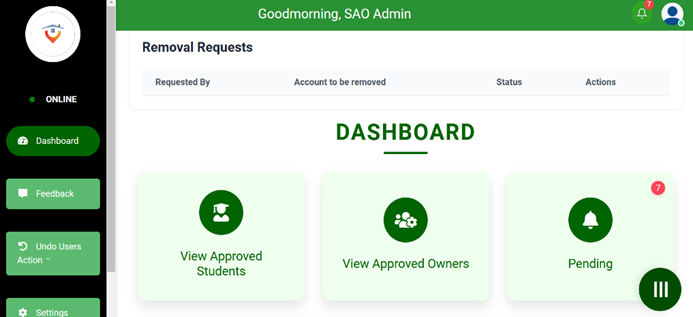 Goodmorning, SAO Admin
7
Removal Requests
Requested By Account to be removed Status Actions
ONLINE
Dashboard
Feedback
Undo Users
Action
Settings
DASHBOARD
View Approved
Students
View Approved Owners
7
Pending